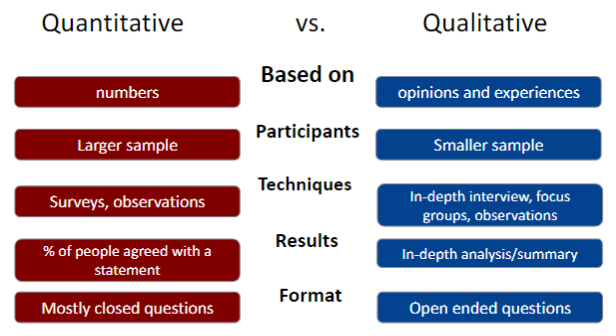 Quantitative vs. Qualitative
Based on
numbers
opinions and experiences
Participants
Larger sample
Smaller sample
Techniques
Surveys, observations
In-depth interview, focus
groups, observations
Results
% of people agreed with a
statement
In-depth analysis/summary
Format
Mostly closed questions
Open ended questions